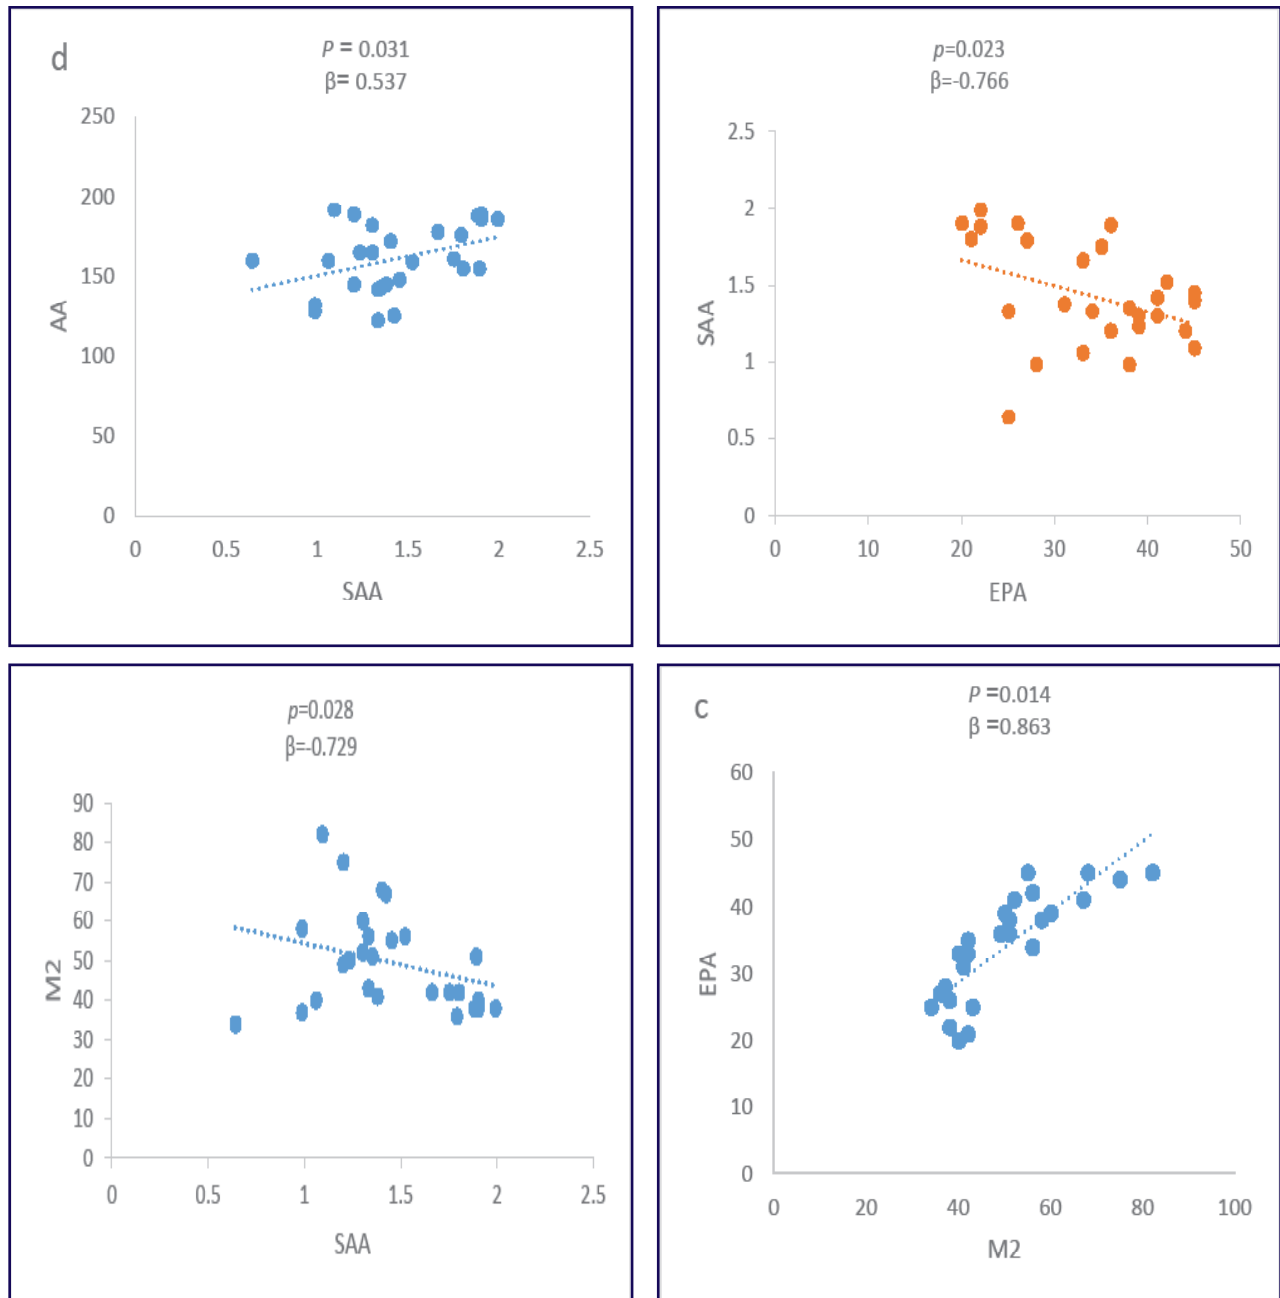 d
P = 0.031
β= 0.537
250
200
150
100
50
0
AA
0 0.5 1 1.5 2 2.5
SAA
p=0.023
β=-0.766
2.5
2
1.5
1
0.5
0
SAA
0 10 20 30 40 50
EPA
p=0.028
β=-0.729
90
80
70
60
50
40
30
20
10
0
M2
0 0.5 1 1.5 2 2.5
SAA
c
P =0.014
β =0.863
60
50
40
30
20
10
0
EPA
0 20 40 60 80 100
M2